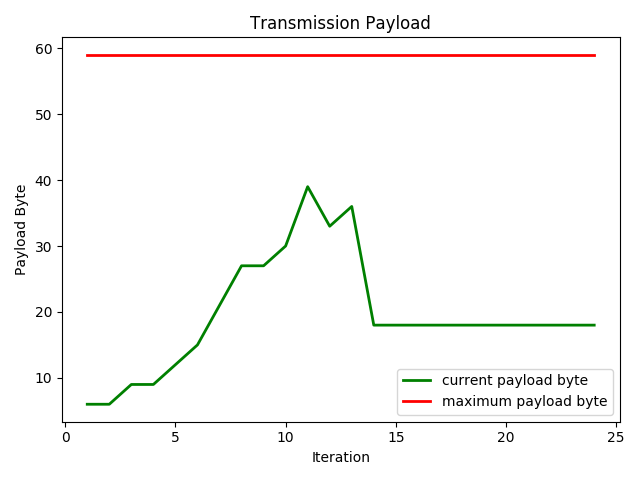 Transmission Payload
60
50
40
30
20
10
Payload Byte
current payload byte
maximum payload byte
0 5 10 15 20 25
Iteration